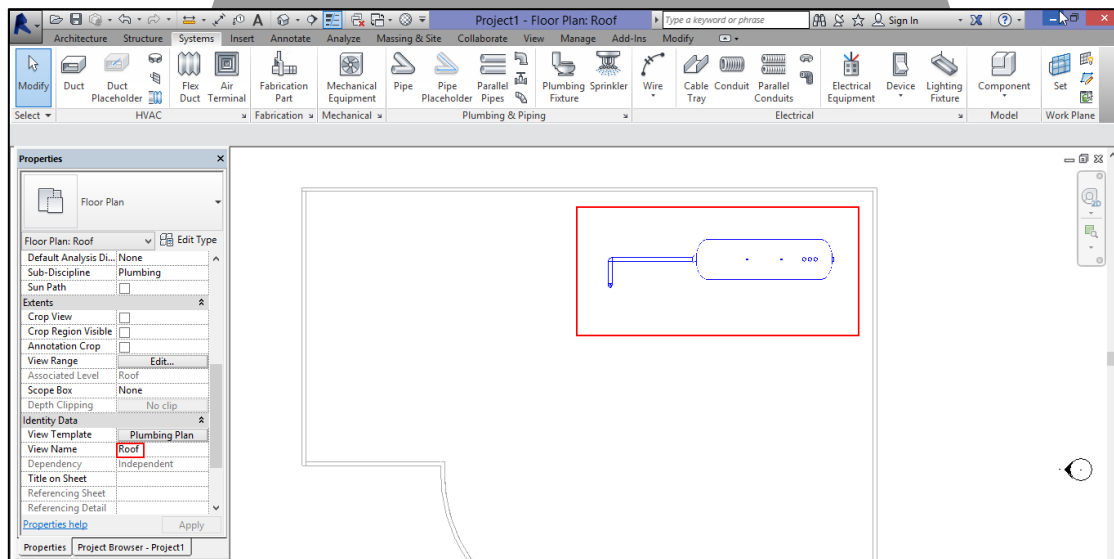 Project1 - Floor Plan: Roof
Type a keyword or phrase
Sign In
Architecture Structure Systems Insert Annotate Analyze Massing & Site Collaborate View Manage Add-Ins Modify
Modify Duct Duct Placeholder Flex Duct Air Terminal Fabrication Part Mechanical Equipment Pipe Pipe Placeholder Parallel Pipes Plumbing Fixture Sprinkler Wire Cable Tray Conduit Parallel Conduits Electrical Equipment Device Lighting Fixture Component Set
Select HVAC Fabrication Mechanical Plumbing & Piping Electrical Model Work Plane
Properties
Floor Plan
Floor Plan: Roof Edit Type
Default Analysis Di... None
Sub-Discipline Plumbing
Sun Path
Extents
Crop View
Crop Region Visible
Annotation Crop
View Range Edit...
Associated Level Roof
Scope Box None
Depth Clipping No clip
Identity Data
View Template Plumbing Plan
View Name Roof
Dependency Independent
Title on Sheet
Referencing Sheet
Referencing Detail
Properties help Apply
Properties Project Browser - Project1
2D